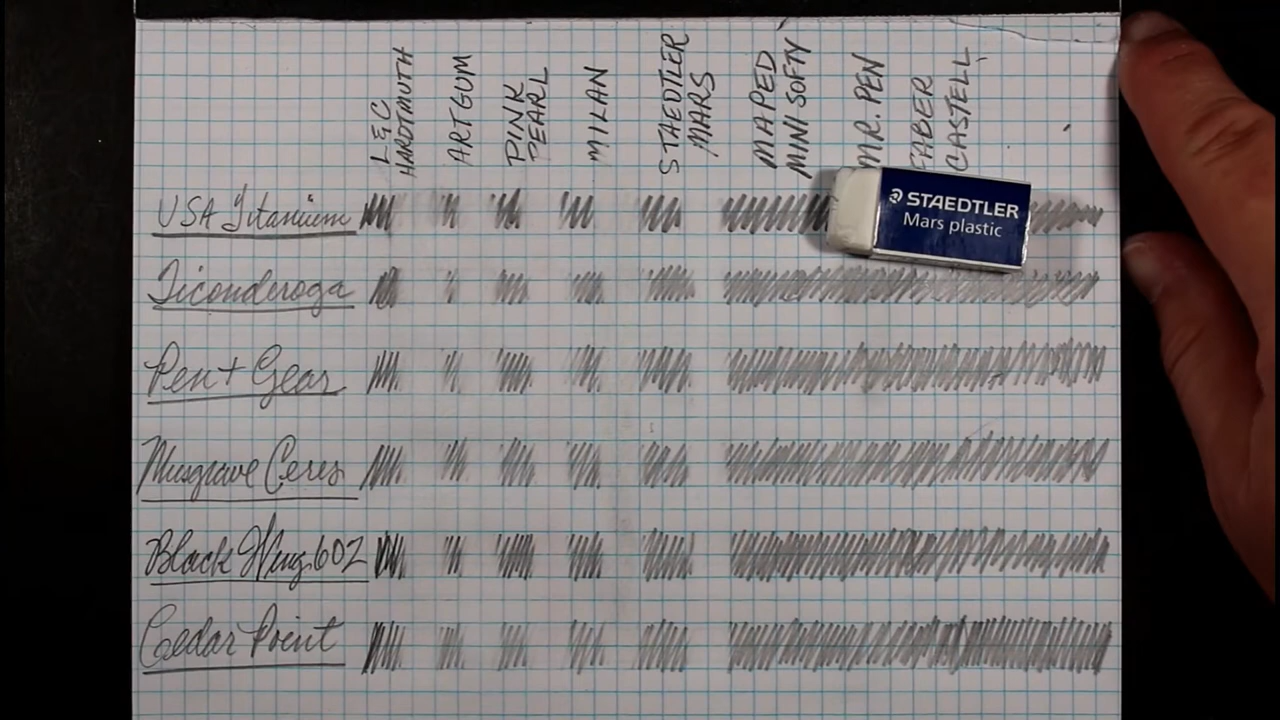 L&C HARDTMUTH
ARTGUM
PINK PEARL
MILAN
STAEDTLER MARS
MAPED MINI SOFTY
MR. PEN
FABER CASTELL
USA Titanium
STAEDTLER
Mars plastic
Ticonderoga
Pen + Gear
Musgrave Ceres
Black Wing 602
Cedar Point